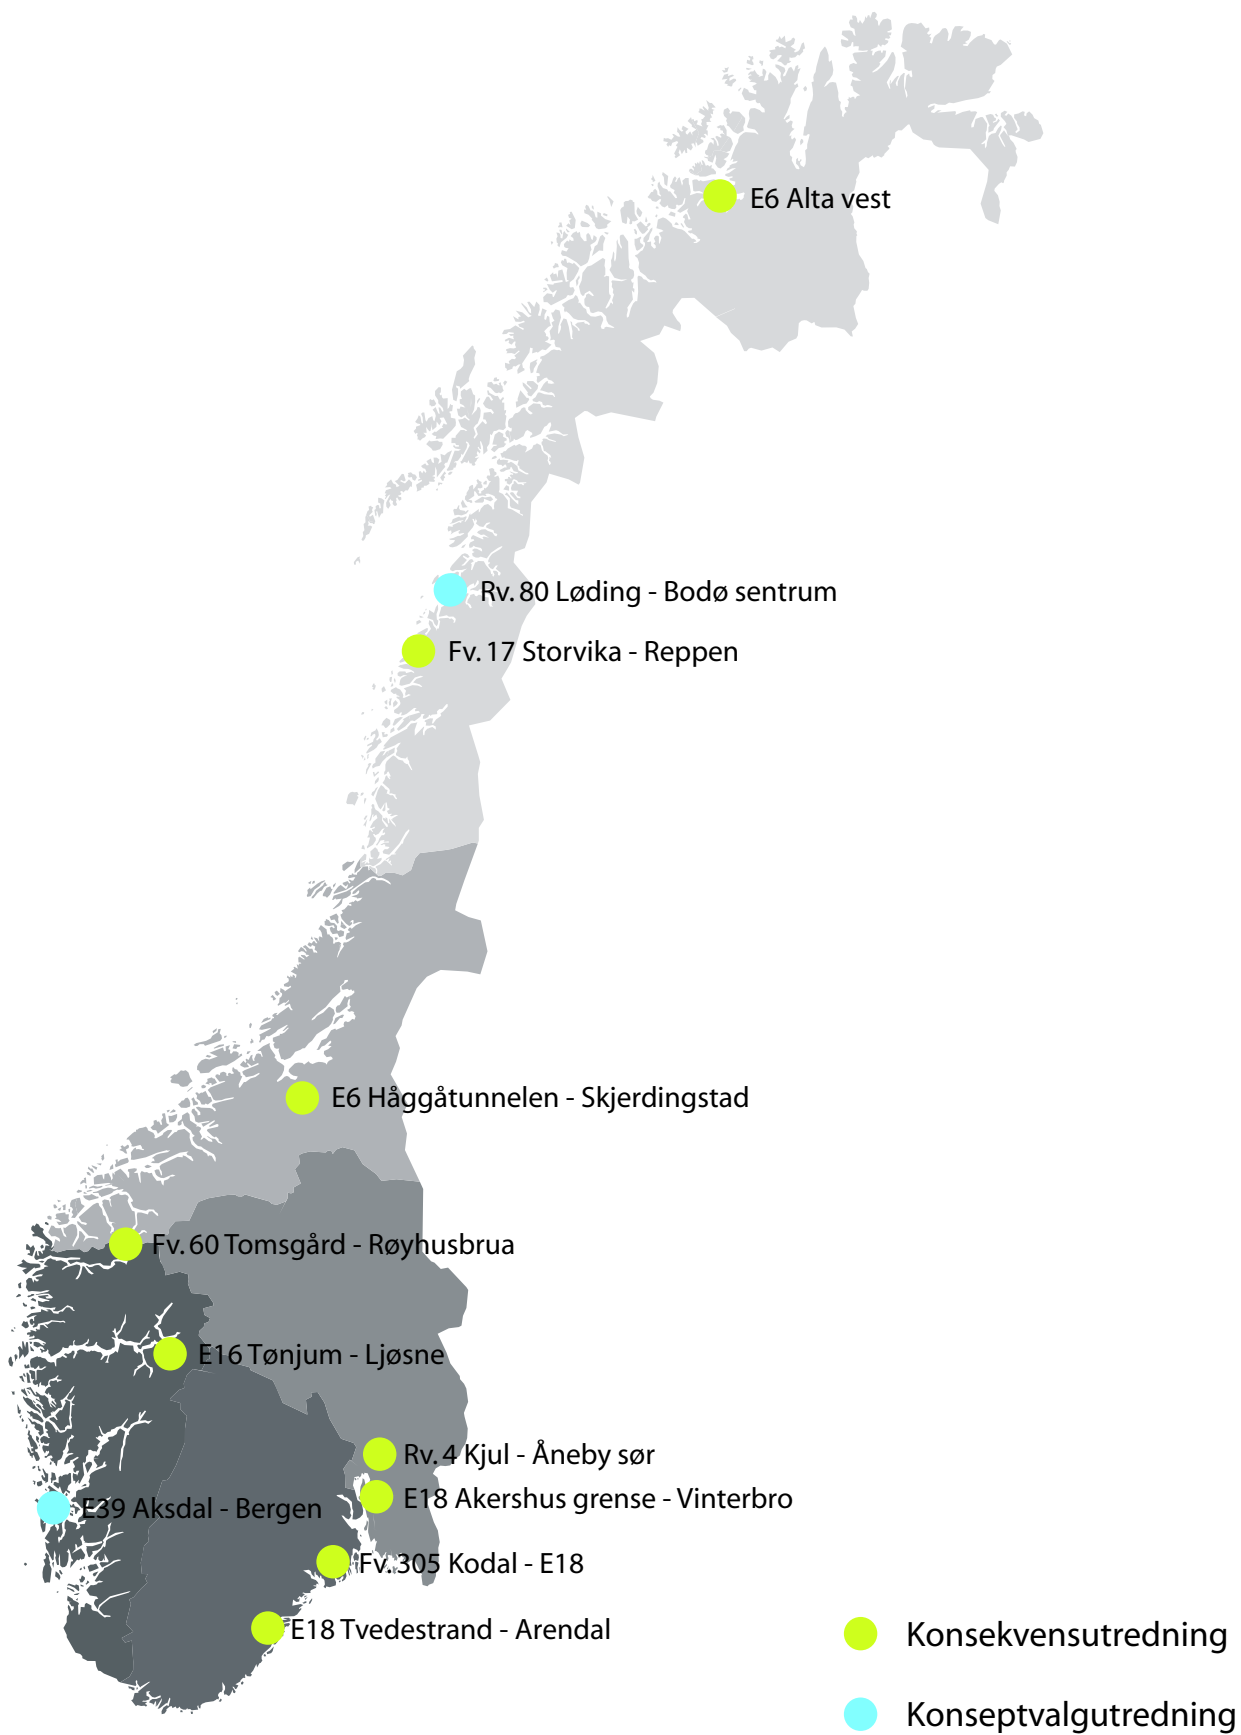 E6 Alta vest
Rv. 80 Løding - Bodø sentrum
Fv. 17 Storvika - Reppen
E6 Håggåtunnelen - Skjerdingstad
Fv. 60 Tomsgård - Røyhusbrua
E16 Tønjum - Ljøsne
Rv. 4 Kjul - Åneby sør
E18 Akershus grense - Vinterbro
E39 Aksdal - Bergen
Fv. 305 Kodal - E18
E18 Tvedestrand - Arendal
Konsekvensutredning
Konseptvalgutredning